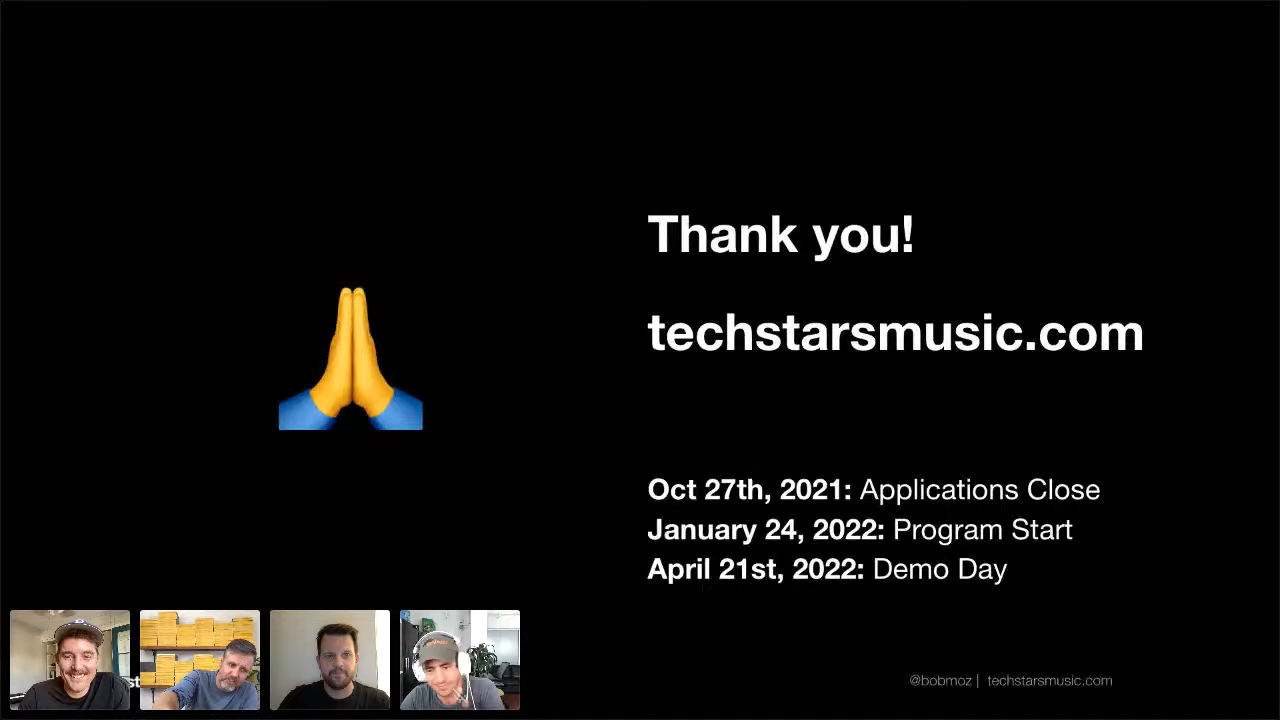 Thank you!
techstarsmusic.com
Oct 27th, 2021: Applications Close
January 24, 2022: Program Start
April 21st, 2022: Demo Day
st
@bobmoz | techstarsmusic.com